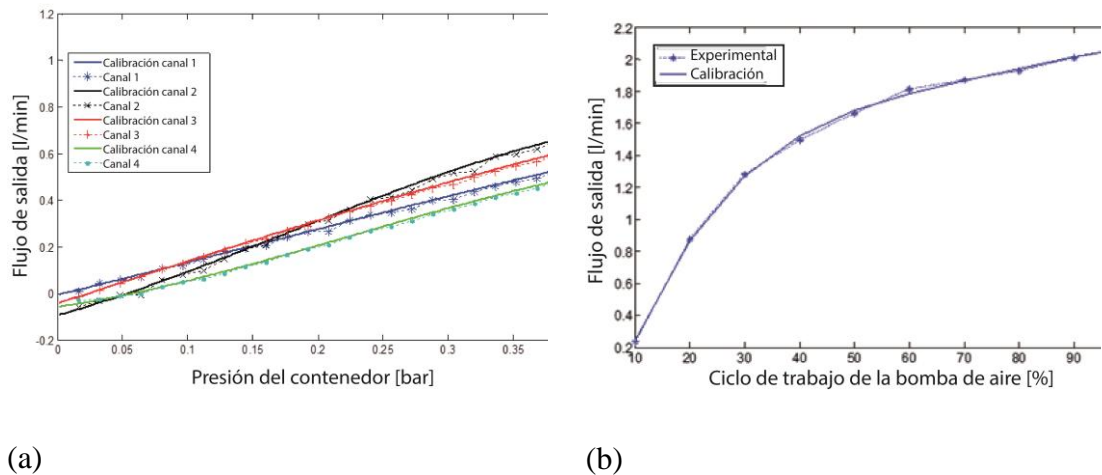 (a)
1.2
1
0.8
0.6
0.4
0.2
0
-0.2
Flujo de salida [l/min]
Calibración canal 1
Canal 1
Calibración canal 2
Canal 2
Calibración canal 3
Canal 3
Calibración canal 4
Canal 4
0 0.05 0.1 0.15 0.2 0.25 0.3 0.35
Presión del contenedor [bar]
(b)
2.2
2
1.8
1.6
1.4
1.2
1
0.8
0.6
0.4
0.2
Flujo de salida [l/min]
Experimental
Calibración
10 20 30 40 50 60 70 80 90
Ciclo de trabajo de la bomba de aire [%]
(a) (b)